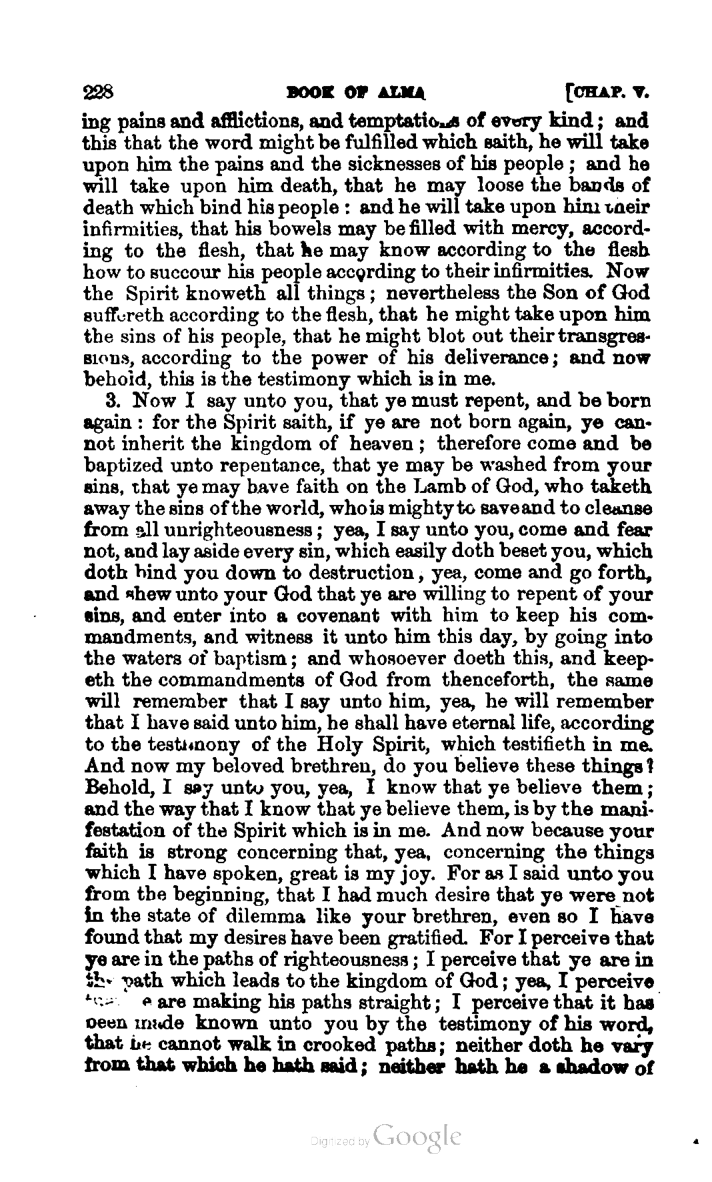 228 BOOK OF ALMA [CHAP. V.
ing pains and afflictions, and temptations of every kind; and
this that the word might be fulfilled which saith, he will take
upon him the pains and the sicknesses of his people; and he
will take upon him death, that he may loose the bands of
death which bind his people: and he will take upon him their
infirmities, that his bowels may be filled with mercy, accord-
ing to the flesh, that he may know according to the flesh
how to succour his people according to their infirmities. Now
the Spirit knoweth all things; nevertheless the Son of God
suffereth according to the flesh, that he might take upon him
the sins of his people, that he might blot out their transgres-
sions, according to the power of his deliverance; and now
behold, this is the testimony which is in me.
3. Now I say unto you, that ye must repent, and be born
again: for the Spirit saith, if ye are not born again, ye can-
not inherit the kingdom of heaven; therefore come and be
baptized unto repentance, that ye may be washed from your
sins, that ye may have faith on the Lamb of God, who taketh
away the sins of the world, who is mighty to save and to cleanse
from all unrighteousness; yea, I say unto you, come and fear
not, and lay aside every sin, which easily doth beset you, which
doth bind you down to destruction, yea, come and go forth,
and shew unto your God that ye are willing to repent of your
sins, and enter into a covenant with him to keep his com-
mandments, and witness it unto him this day, by going into
the waters of baptism; and whosoever doeth this, and keep-
eth the commandments of God from thenceforth, the same
will remember that I say unto him, yea, he will remember
that I have said unto him, he shall have eternal life, according
to the testimony of the Holy Spirit, which testifieth in me.
And now my beloved brethren, do you believe these things?
Behold, I say unto you, yea, I know that ye believe them;
and the way that I know that ye believe them, is by the mani-
festation of the Spirit which is in me. And now because your
faith is strong concerning that, yea, concerning the things
which I have spoken, great is my joy. For as I said unto you
from the beginning, that I had much desire that ye were not
in the state of dilemma like your brethren, even so I have
found that my desires have been gratified. For I perceive that
ye are in the paths of righteousness; I perceive that ye are in
the path which leads to the kingdom of God; yea, I perceive
are making his paths straight; I perceive that it has
been made known unto you by the testimony of his word,
that he cannot walk in crooked paths; neither doth he vary
from that which he hath said; neither hath he a shadow of
Digitized by Google